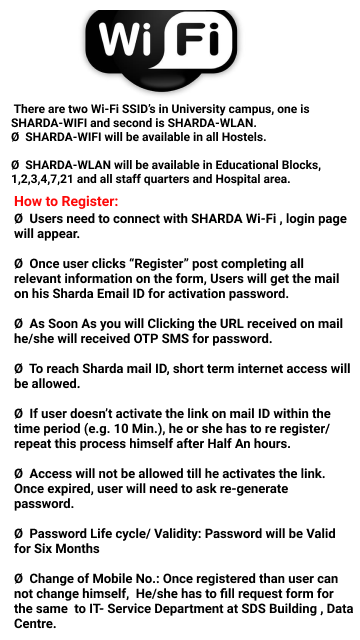 Wi Fi
There are two Wi-Fi SSID's in University campus, one is
SHARDA-WIFI and second is SHARDA-WLAN.
Ø SHARDA-WIFI will be available in all Hostels.
Ø SHARDA-WLAN will be available in Educational Blocks,
1,2,3,4,7,21 and all staff quarters and Hospital area.
How to Register:
Ø Users need to connect with SHARDA Wi-Fi , login page
will appear.
Ø Once user clicks “Register” post completing all
relevant information on the form, Users will get the mail
on his Sharda Email ID for activation password.
Ø As Soon As you will Clicking the URL received on mail
he/she will received OTP SMS for password.
Ø To reach Sharda mail ID, short term internet access will
be allowed.
Ø If user doesn’t activate the link on mail ID within the
time period (e.g. 10 Min.), he or she has to re register/
repeat this process himself after Half An hours.
Ø Access will not be allowed till he activates the link.
Once expired, user will need to ask re-generate
password.
Ø Password Life cycle/ Validity: Password will be Valid
for Six Months
Ø Change of Mobile No.: Once registered than user can
not change himself, He/she has to fill request form for
the same to IT- Service Department at SDS Building , Data
Centre.